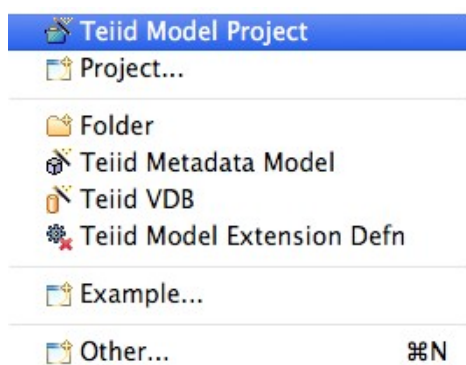 Teiid Model Project
Project...
Folder
Teiid Metadata Model
Teiid VDB
Teiid Model Extension Defn
Example...
Other... ⌘N